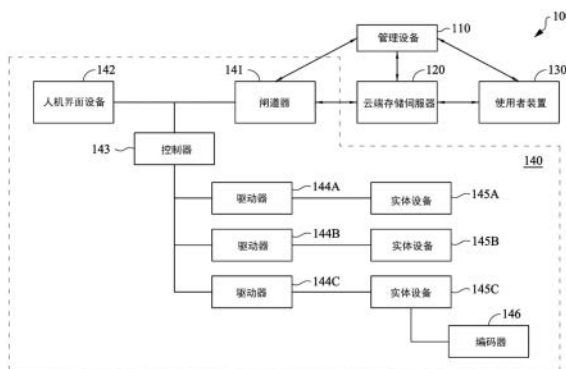 100
管理设备
110
142
141
120
130
人机界面设备
闸道器
云端存储伺服器
使用者装置
143
控制器
140
144A
145A
驱动器
实体设备
144B
145B
驱动器
实体设备
144C
145C
驱动器
实体设备
146
编码器